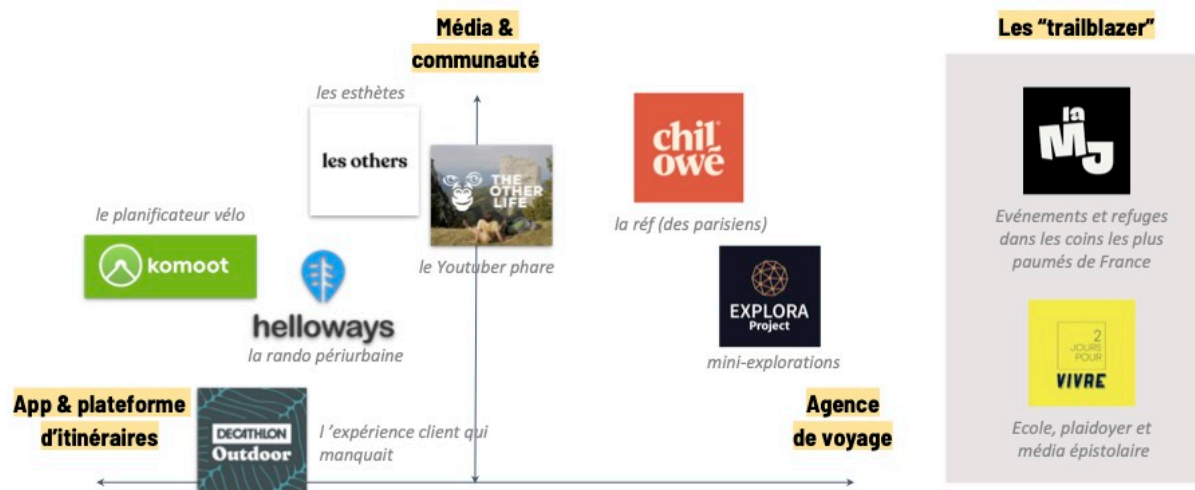 Média &
communauté
Les “trailblazer”
les esthètes
les others
THE
OTHER
LIFE
chil
owē
la
MJ
le planificateur vélo
komoot
la réf (des parisiens)
Evénements et refuges
dans les coins les plus
paumés de France
le Youtuber phare
helloways
la rando périurbaine
EXPLORA
Project
mini-explorations
2
JOURS
POUR
VIVRE
App & plateforme
d’itinéraires
DECATHLON
Outdoor
l ’expérience client qui
manquait
Agence
de voyage
Ecole, plaidoyer et
média épistolaire